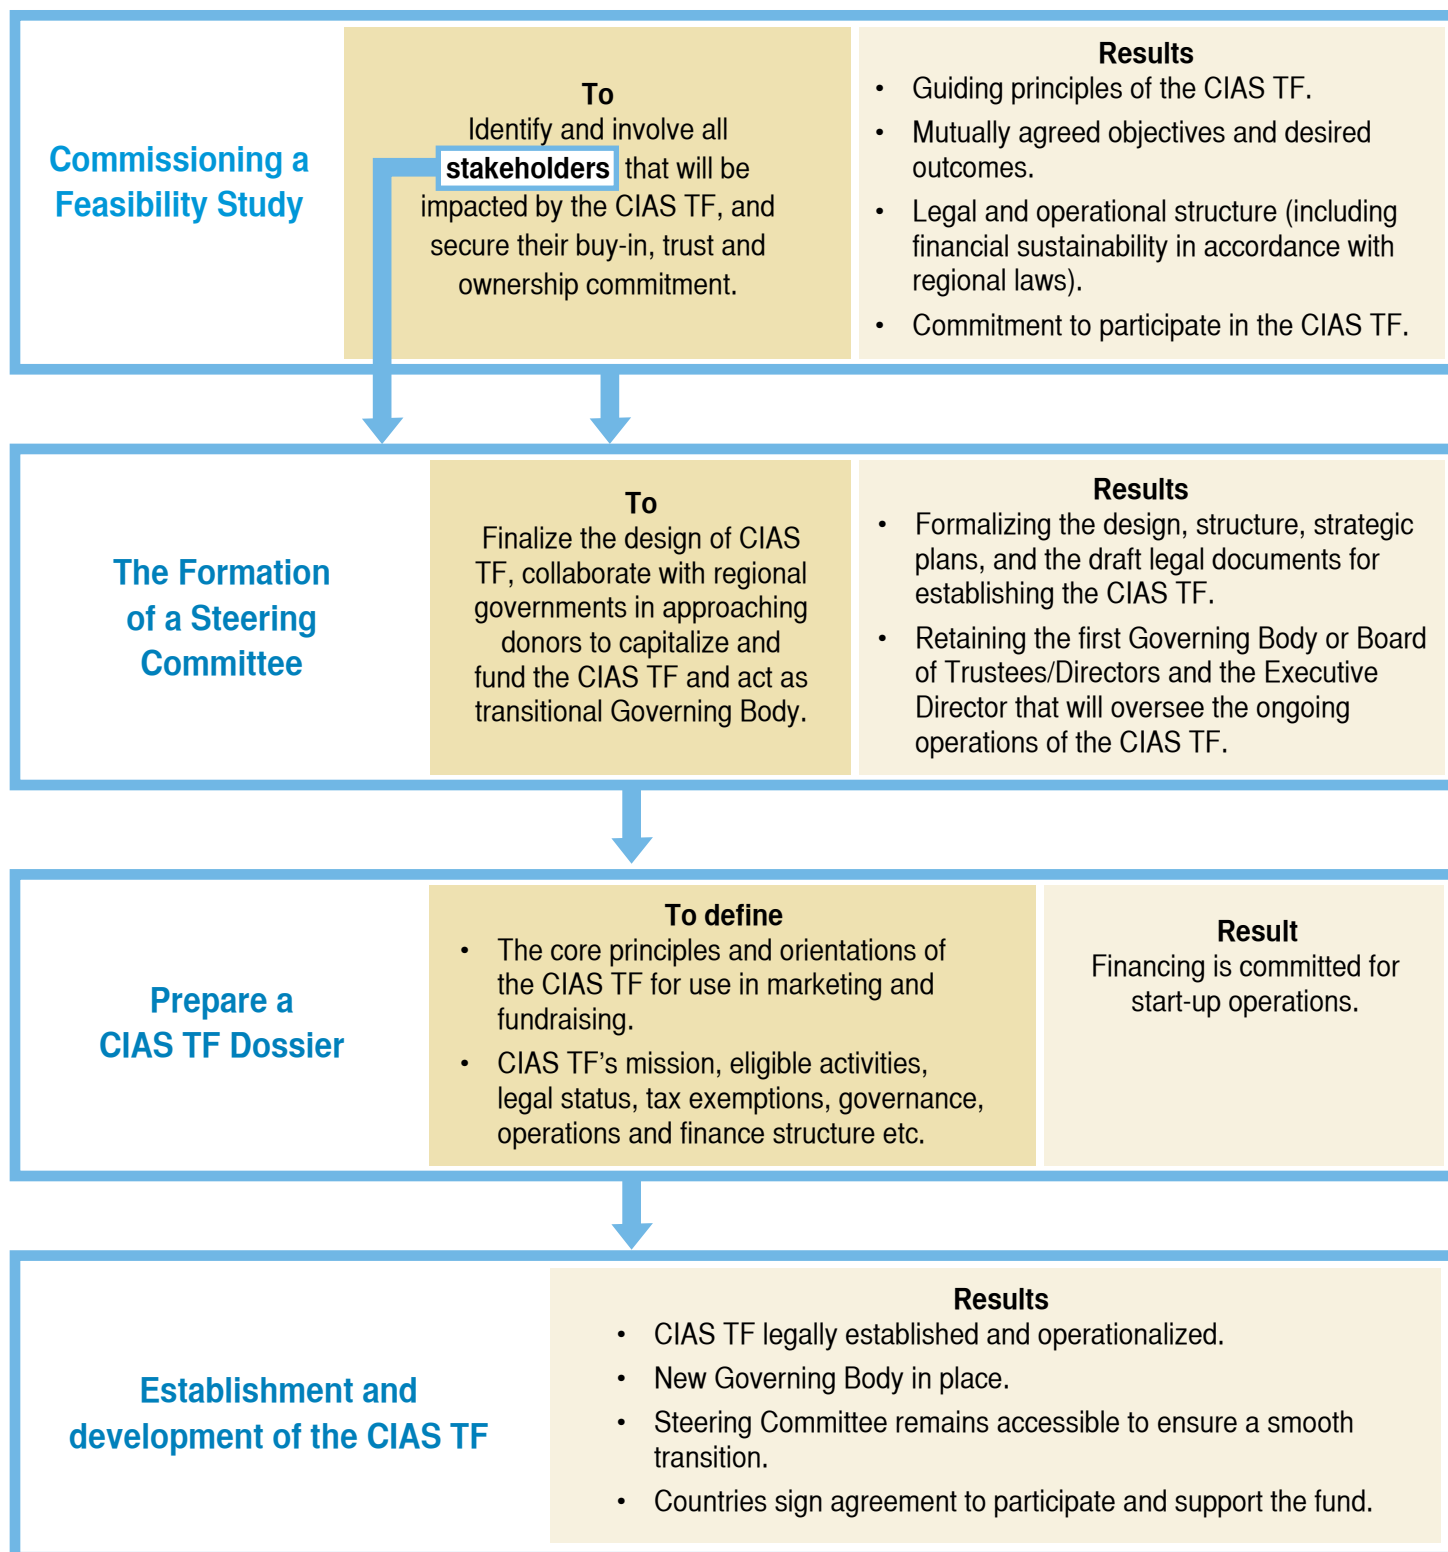 Commissioning a
Feasibility Study
To
Identify and involve all
stakeholders that will be
impacted by the CIAS TF, and
secure their buy-in, trust and
ownership commitment.
Results
• Guiding principles of the CIAS TF.
• Mutually agreed objectives and desired
outcomes.
• Legal and operational structure (including
financial sustainability in accordance with
regional laws).
• Commitment to participate in the CIAS TF.
The Formation
of a Steering
Committee
To
Finalize the design of CIAS
TF, collaborate with regional
governments in approaching
donors to capitalize and
fund the CIAS TF and act as
transitional Governing Body.
Results
• Formalizing the design, structure, strategic
plans, and the draft legal documents for
establishing the CIAS TF.
• Retaining the first Governing Body or Board
of Trustees/Directors and the Executive
Director that will oversee the ongoing
operations of the CIAS TF.
Prepare a
CIAS TF Dossier
To define
• The core principles and orientations of
the CIAS TF for use in marketing and
fundraising.
• CIAS TF’s mission, eligible activities,
legal status, tax exemptions, governance,
operations and finance structure etc.
Result
Financing is committed for
start-up operations.
Establishment and
development of the CIAS TF
Results
• CIAS TF legally established and operationalized.
• New Governing Body in place.
• Steering Committee remains accessible to ensure a smooth
transition.
• Countries sign agreement to participate and support the fund.